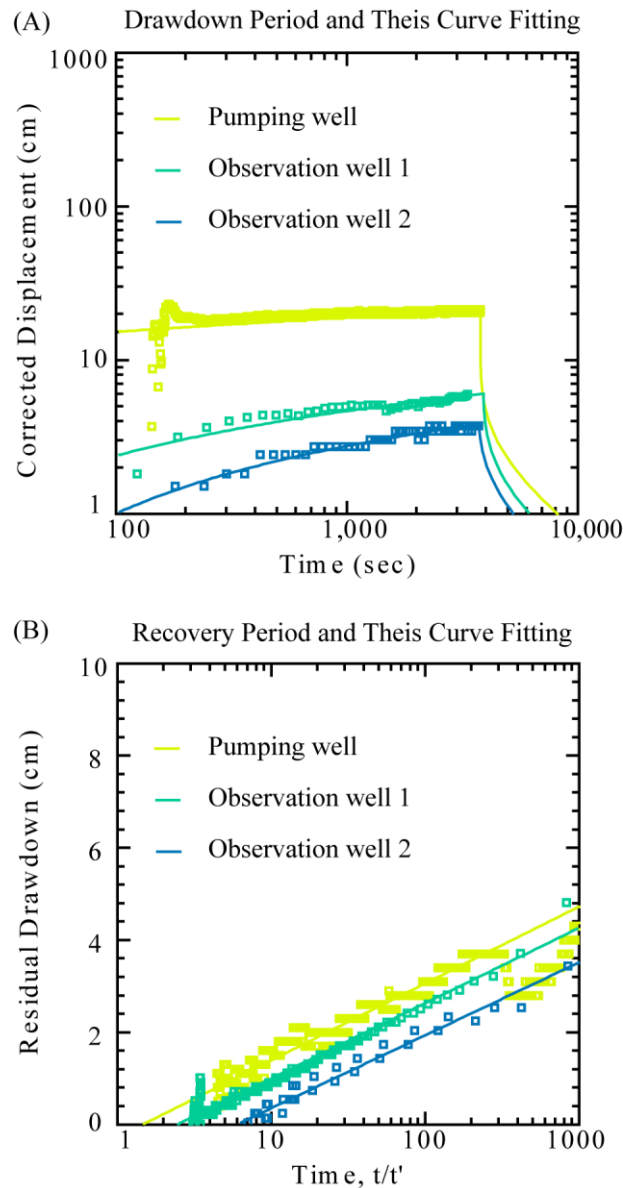 (A) Drawdown Period and Theis Curve Fitting
1000
100
10
1
Corrected Displacement (cm)
Pumping well
Observation well 1
Observation well 2
100 1,000 10,000
Time (sec)
(B) Recovery Period and Theis Curve Fitting
10
8
6
4
2
0
Residual Drawdown (cm)
Pumping well
Observation well 1
Observation well 2
1 10 100 1000
Time, t/t'